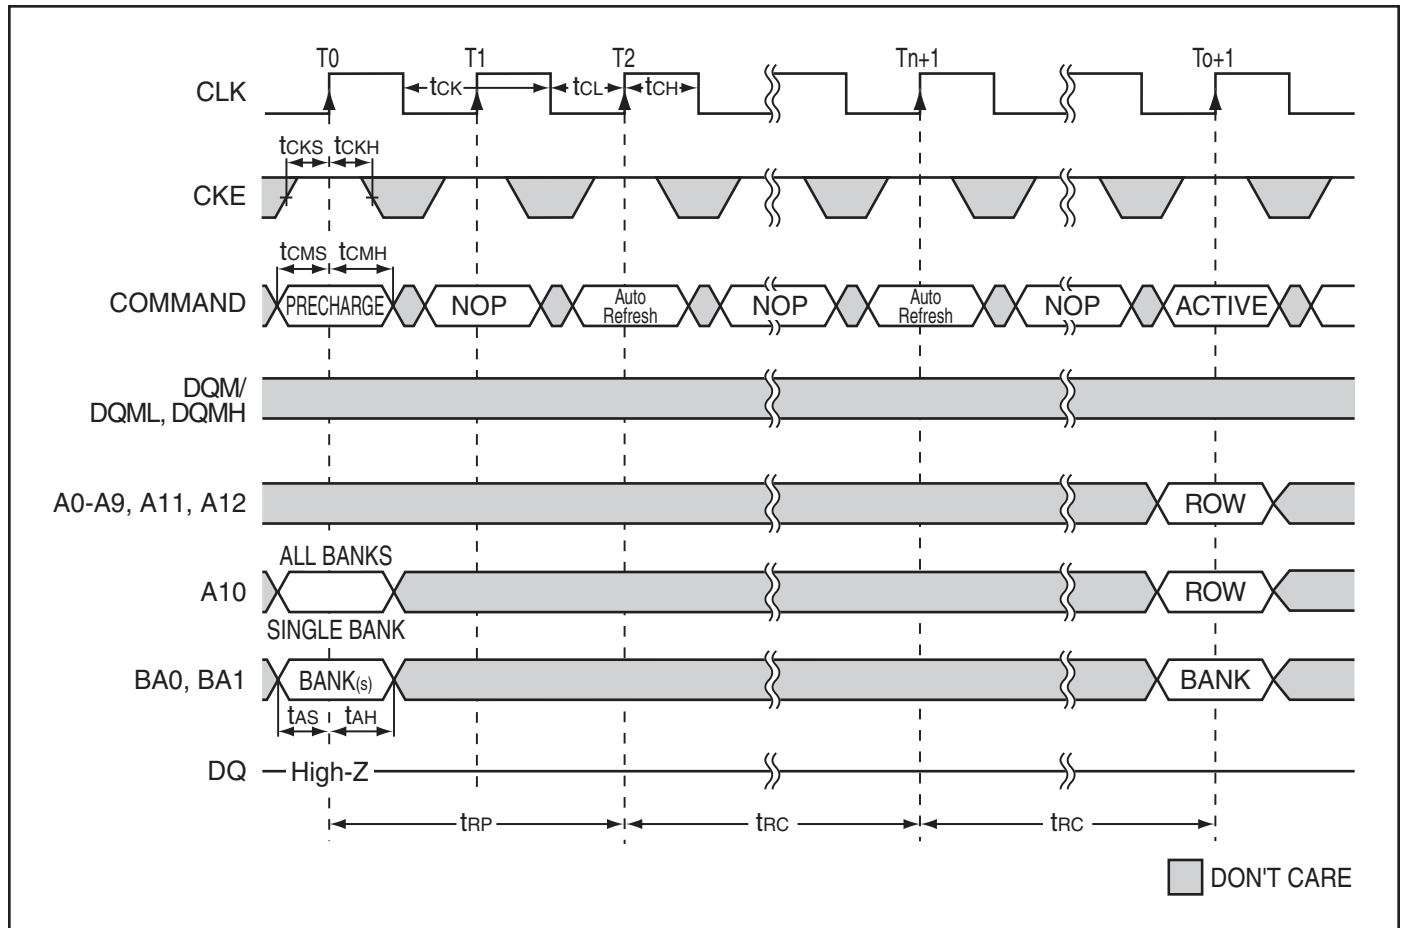 T0 T1 T2 Tn+1 To+1
CLK tCK tCL tCH
tCKS tCKH
CKE
tCMS tCMH
COMMAND PRECHARGE NOP Auto Refresh NOP Auto Refresh NOP ACTIVE
DQM/
DQML, DQMH
A0-A9, A11, A12 ROW
ALL BANKS
A10 ROW
SINGLE BANK
BA0, BA1 BANK(s) BANK
tAS tAH
DQ High-Z
tRP tRC tRC
DON'T CARE